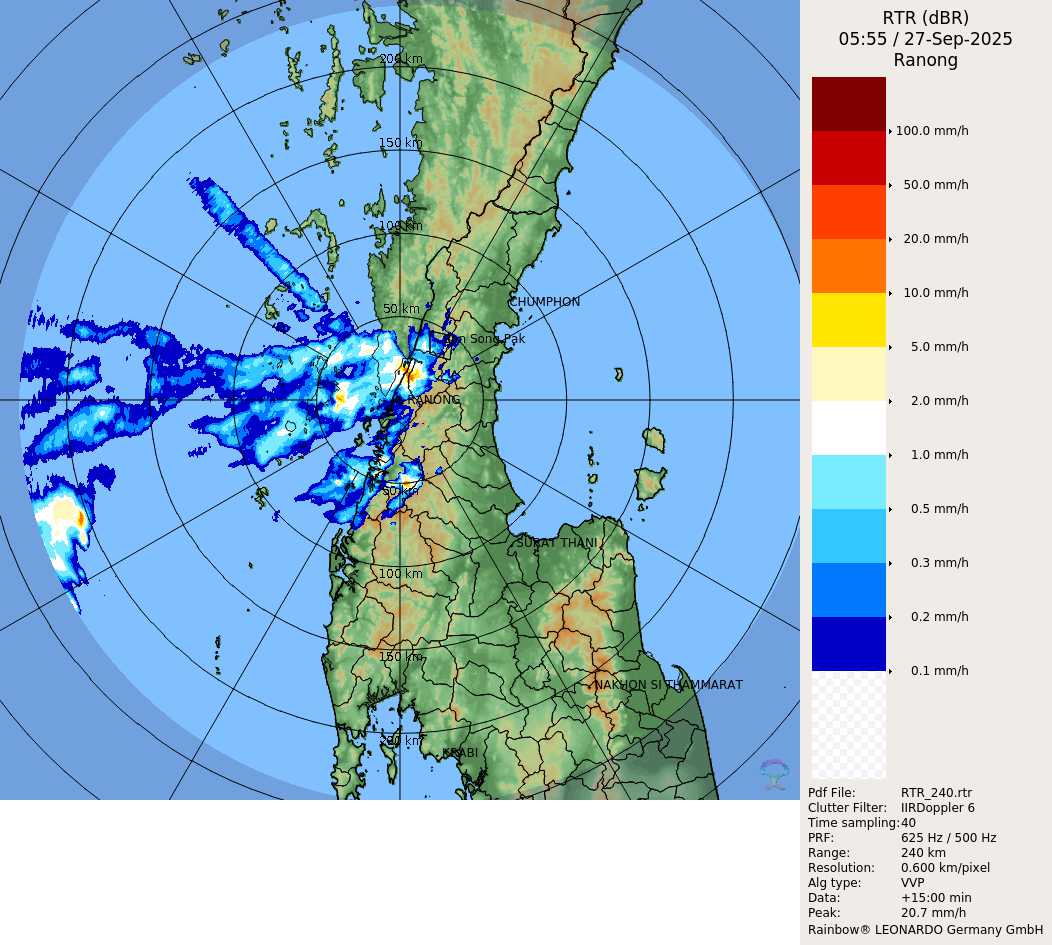 RTR (dBR)
05:55 / 27-Sep-2025
Ranong
200 km
150 km
100 km
50 km
CHUMPHON
Song Pak
RANONG
50 km
SURAT THANI
100 km
150 km
NAKHON SI THAMMARAT
200 km
KRABI
100.0 mm/h
50.0 mm/h
20.0 mm/h
10.0 mm/h
5.0 mm/h
2.0 mm/h
1.0 mm/h
0.5 mm/h
0.3 mm/h
0.2 mm/h
0.1 mm/h
Pdf File: RTR_240.rtr
Clutter Filter: IIRDoppler 6
Time sampling:40
PRF: 625 Hz / 500 Hz
Range: 240 km
Resolution: 0.600 km/pixel
Alg type: VVP
Data: +15:00 min
Peak: 20.7 mm/h
Rainbow® LEONARDO Germany GmbH